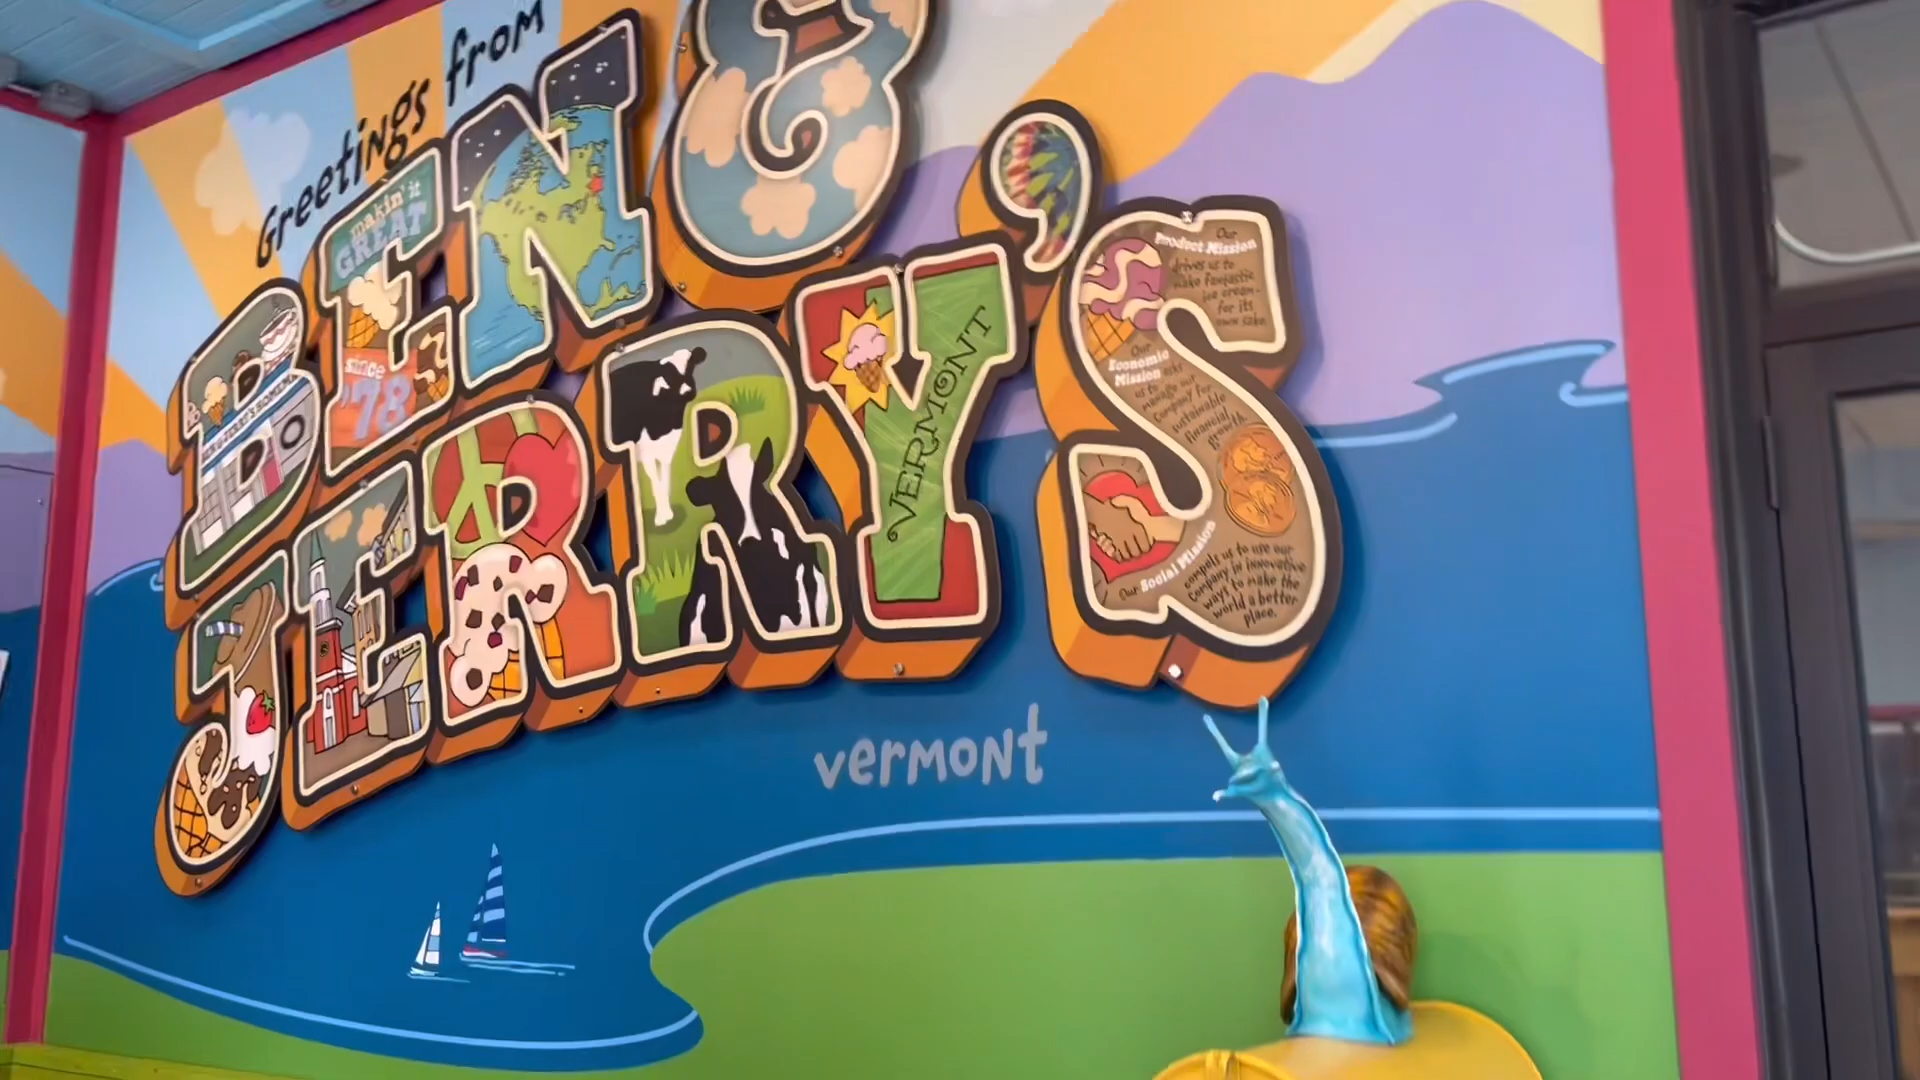 Greetings from
BEN &
JERRY'S
makin' it
GREAT
since
'78
VERMONT
Our
Product Mission
drives us to
make fantastic
ice cream-
for its
own sake.
Our
Economic
Mission asks
us to
manage our
Company for
sustainable
financial
growth.
Our Social Mission
compels us to use our
Company in innovative
ways to make the
world a better
place.
vermont